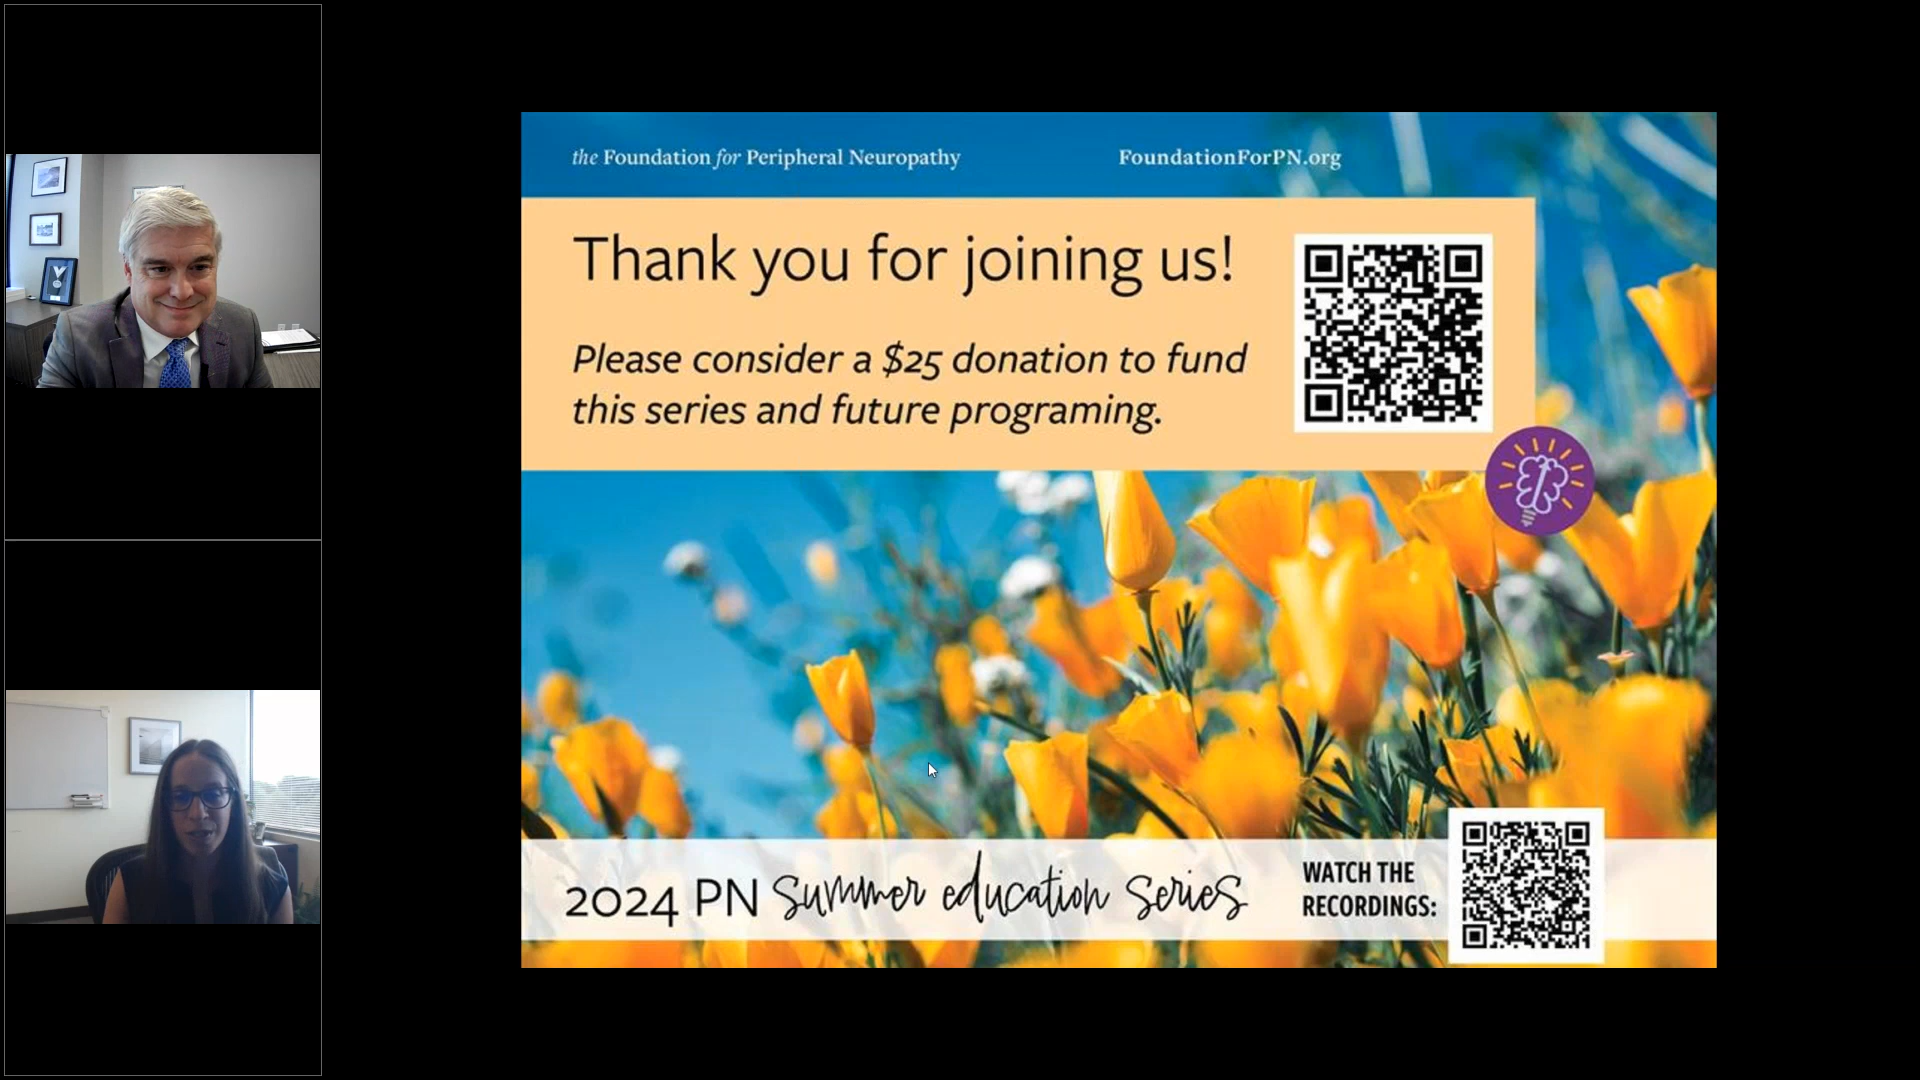 the Foundation for Peripheral Neuropathy
FoundationForPN.org
Thank you for joining us!
Please consider a $25 donation to fund
this series and future programing.
2024 PN Summer education series
WATCH THE
RECORDINGS: